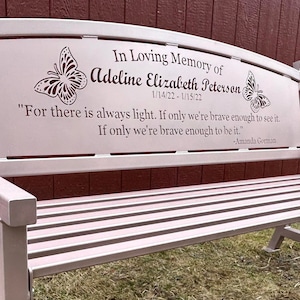 In Loving Memory of
Adeline Elizabeth Peterson
1/14/22 - 1/15/22
"For there is always light. If only we're brave enough to see it.
If only we're brave enough to be it."
-Amanda Gorman